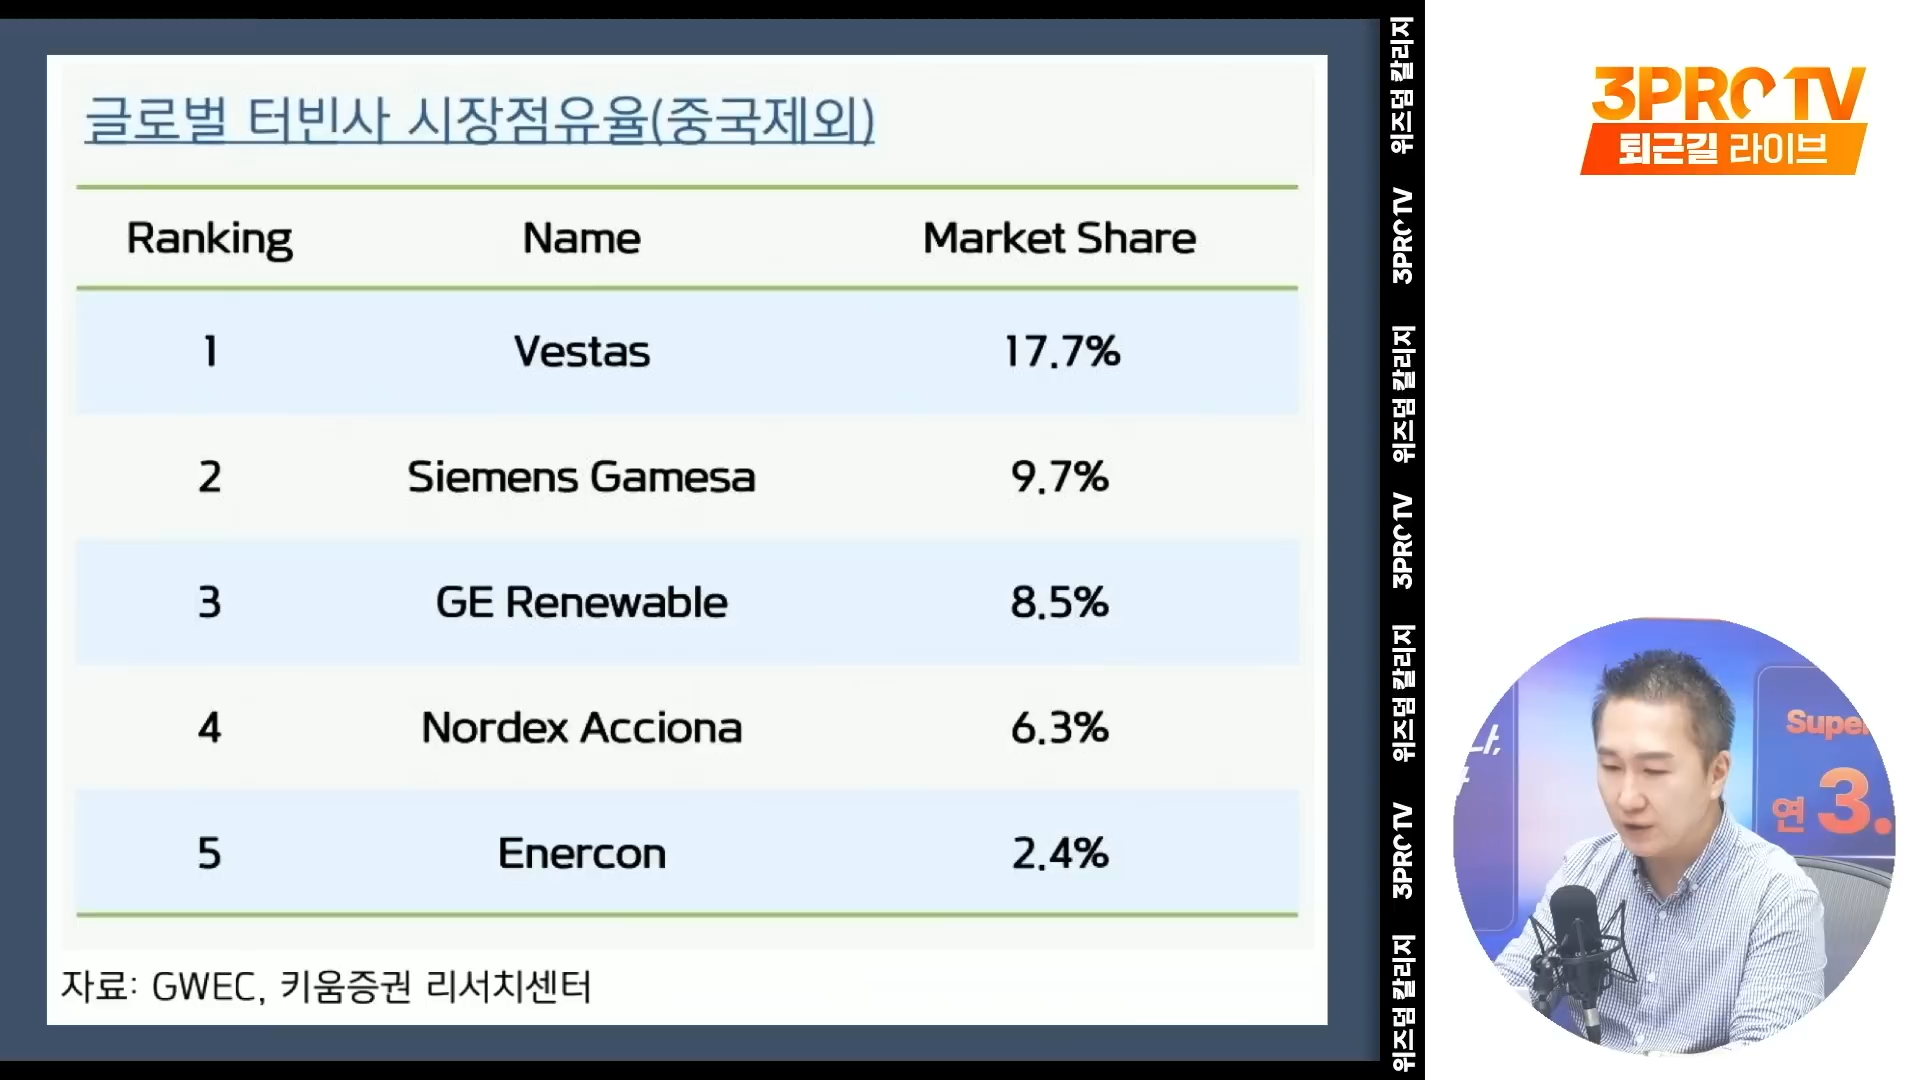 글로벌 터빈사 시장점유율(중국제외)
Ranking Name Market Share
1 Vestas 17.7%
2 Siemens Gamesa 9.7%
3 GE Renewable 8.5%
4 Nordex Acciona 6.3%
5 Enercon 2.4%
자료: GWEC, 키움증권 리서치센터
위즈덤 칼리지
3PROTV
위즈덤 칼리지
3PROTV
위즈덤 칼리지
3PROTV
위즈덤 칼리지
3PROTV
퇴근길 라이브
나,
Super
연 3.